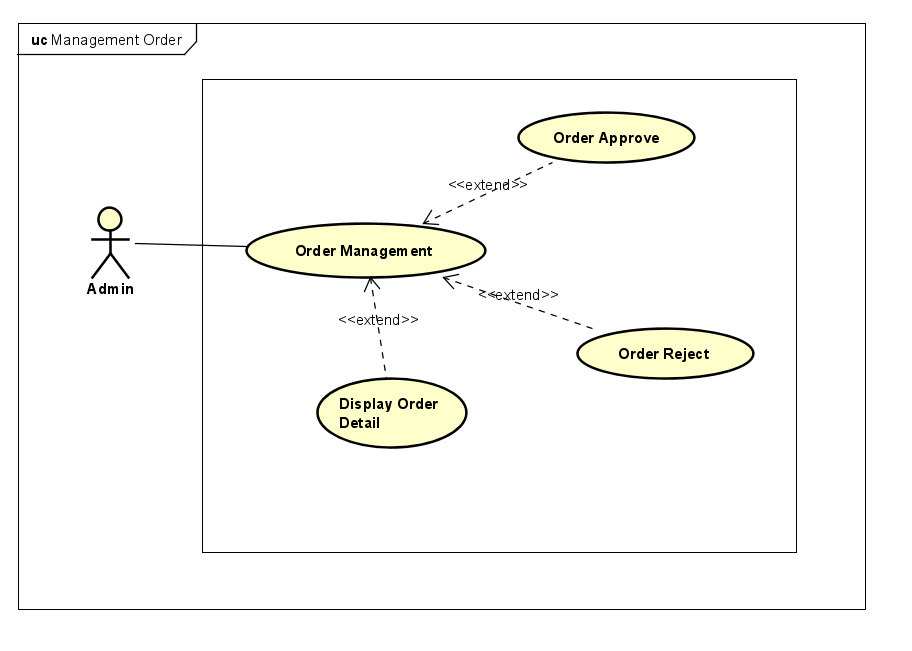 uc Management Order
Order Approve
<<extend>>
Order Management
Admin
<<extend>>
<<extend>>
Order Reject
Display Order
Detail